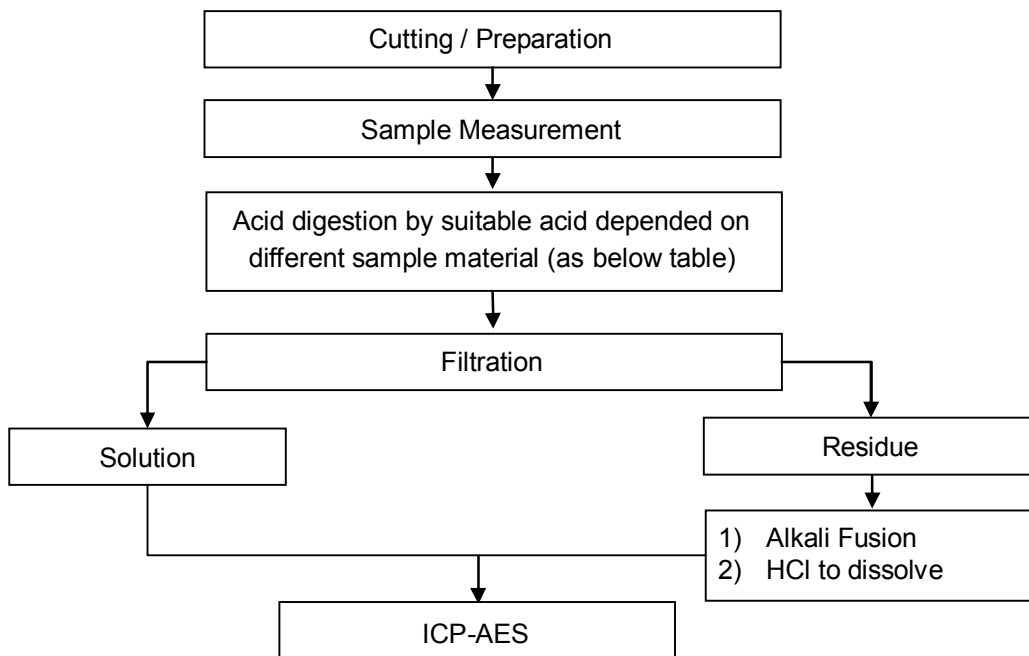 Cutting / Preparation
Sample Measurement
Acid digestion by suitable acid depended on
different sample material (as below table)
Filtration
Solution
Residue
1) Alkali Fusion
2) HCl to dissolve
ICP-AES